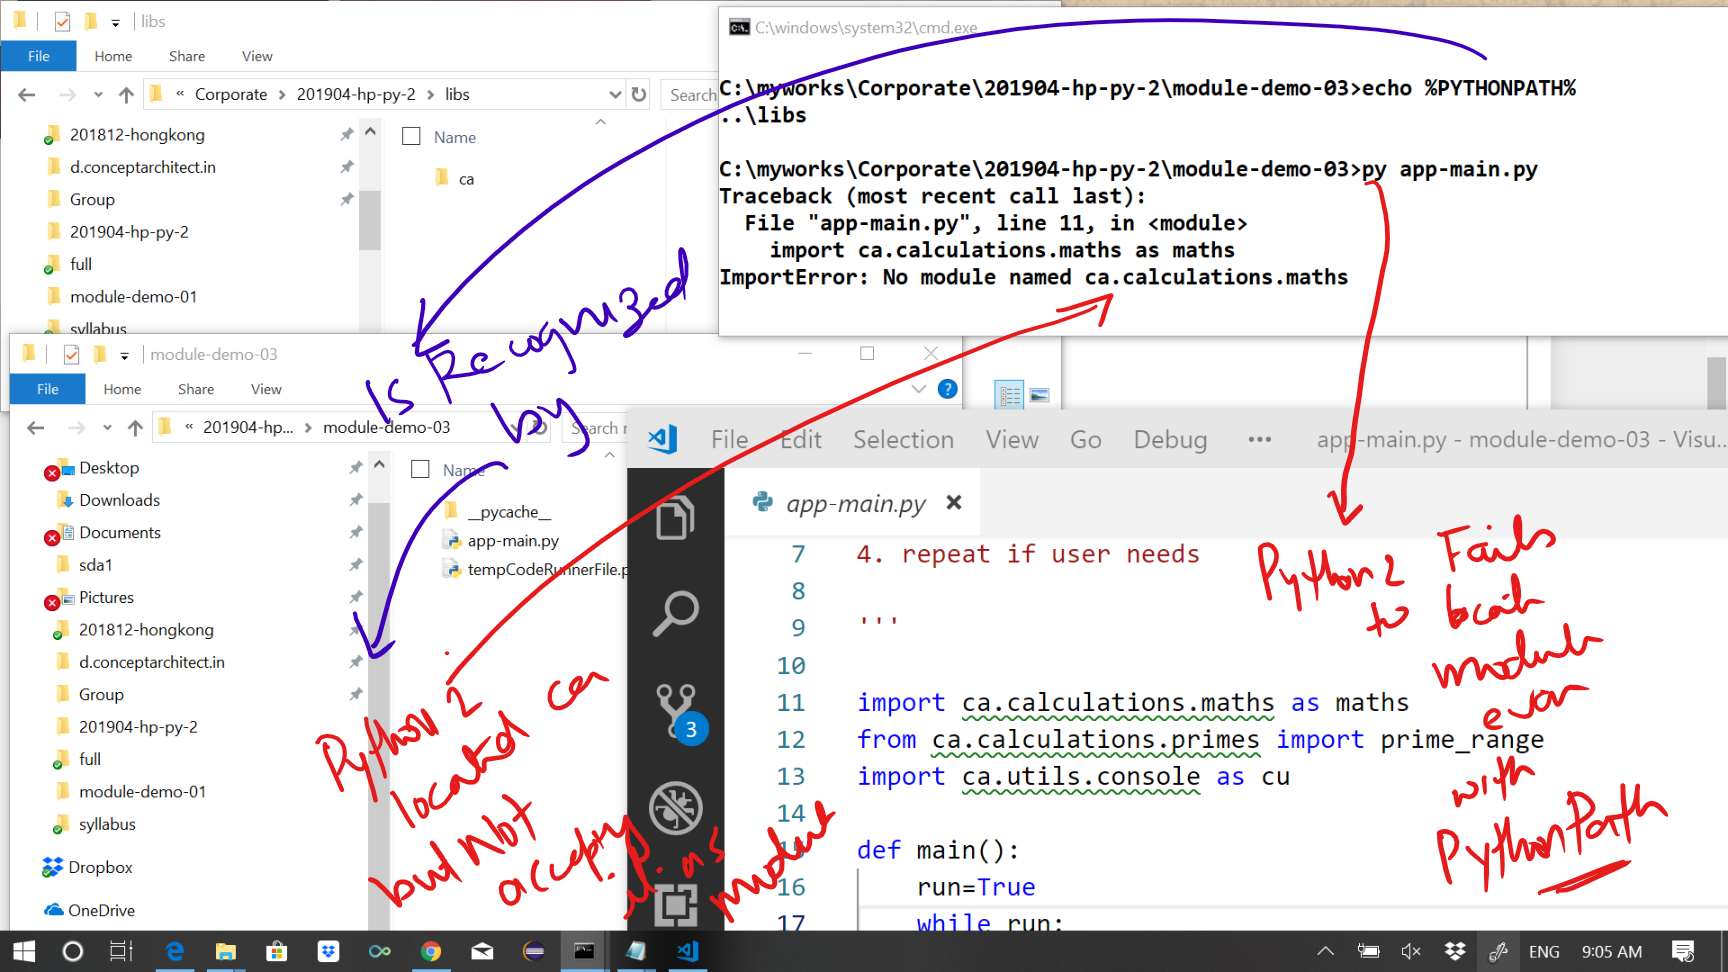 libs
File Home Share View
« Corporate > 201904-hp-py-2 > libs
Search
201812-hongkong
d.conceptarchitect.in
Group
201904-hp-py-2
full
module-demo-01
syllabus
Name
ca
C:\windows\system32\cmd.exe
C:\myworks\Corporate\201904-hp-py-2\module-demo-03>echo %PYTHONPATH%
..\libs
C:\myworks\Corporate\201904-hp-py-2\module-demo-03>py app-main.py
Traceback (most recent call last):
File "app-main.py", line 11, in <module>
import ca.calculations.maths as maths
ImportError: No module named ca.calculations.maths
Is Recognized
by
module-demo-03
File Home Share View
« 201904-hp... > module-demo-03
Search
Desktop
Downloads
Documents
sda1
Pictures
201812-hongkong
d.conceptarchitect.in
Group
201904-hp-py-2
full
module-demo-01
syllabus
Dropbox
OneDrive
Name
__pycache__
app-main.py
tempCodeRunnerFile.p
Python 2
located ca
but Not
accepting
it as
module
File Edit Selection View Go Debug ••• app-main.py - module-demo-03 - Visu...
app-main.py
3
7 4. repeat if user needs
8
9 '''
10
11 import ca.calculations.maths as maths
12 from ca.calculations.primes import prime_range
13 import ca.utils.console as cu
14
15 def main():
16 run=True
17 while run:
Python 2 Fails
to
module
even
with
PythonPath
ENG 9:05 AM